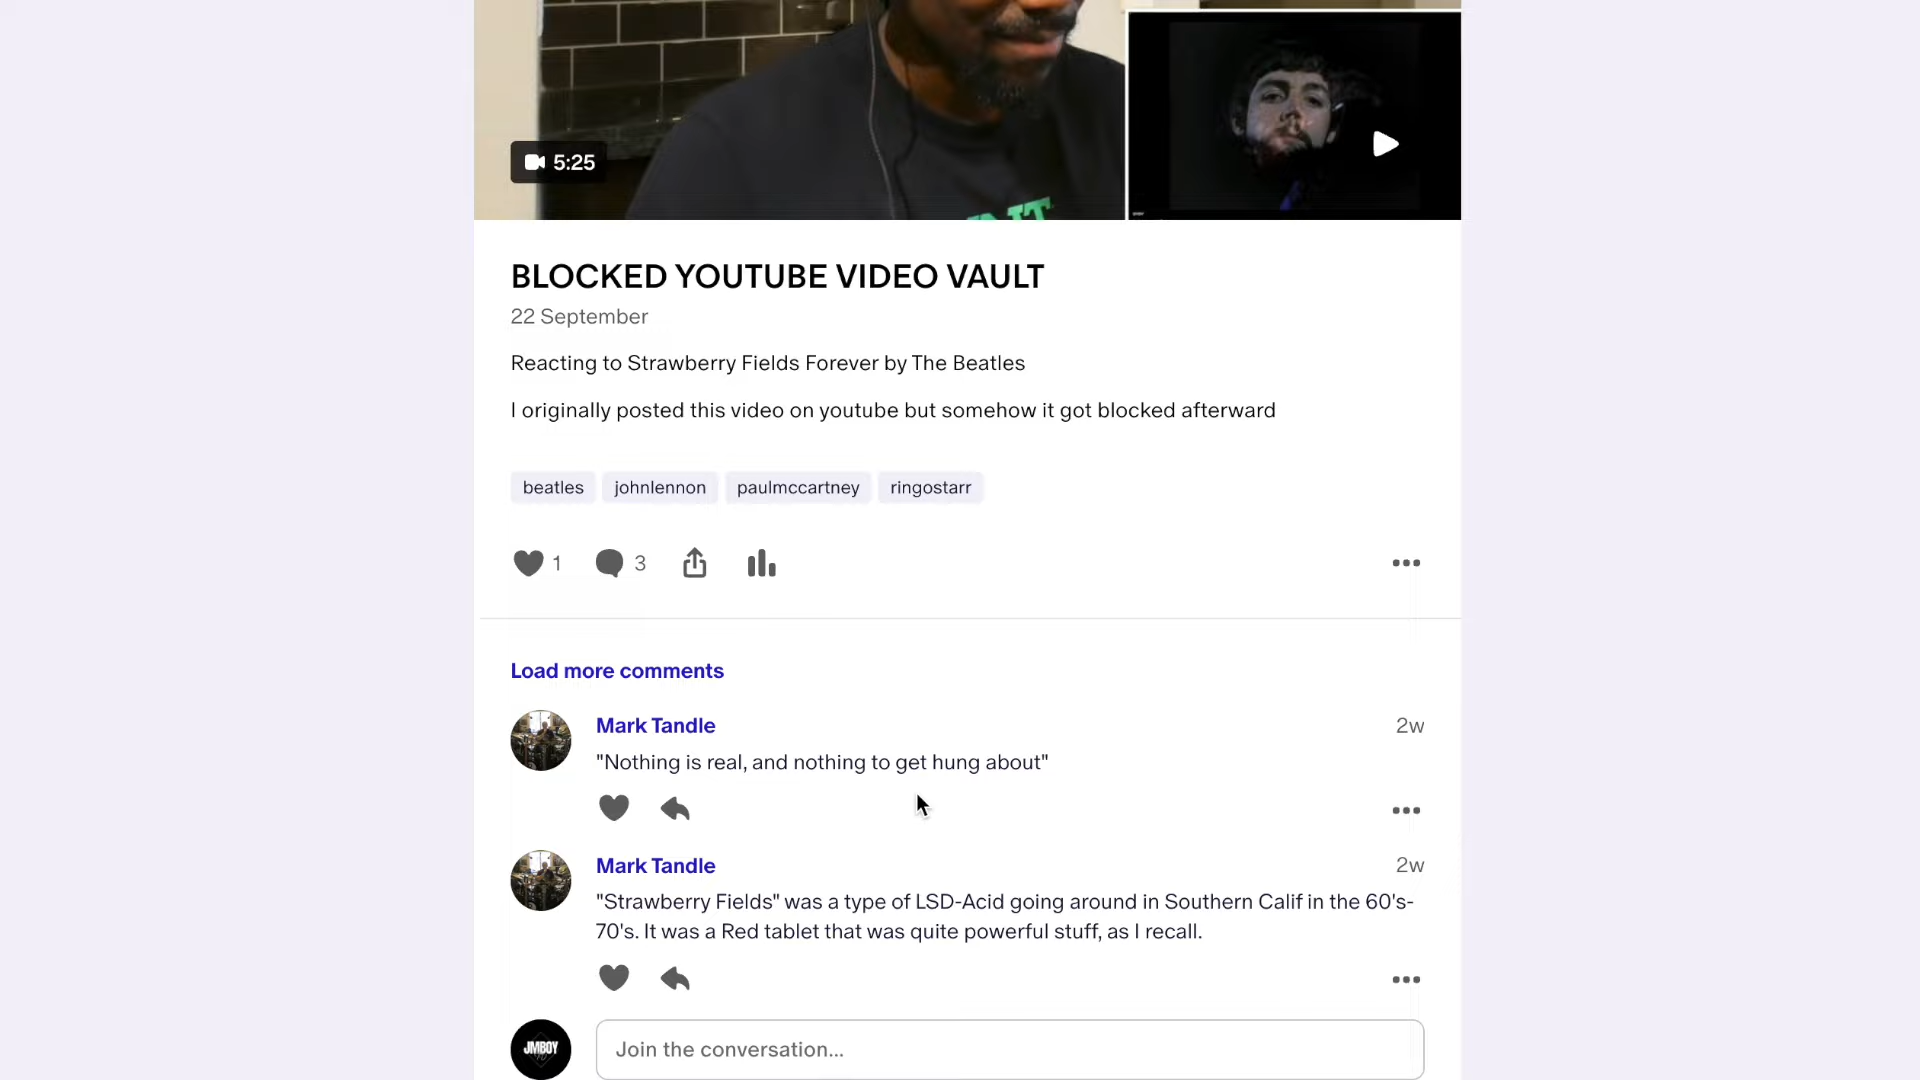 5:25
BLOCKED YOUTUBE VIDEO VAULT
22 September
Reacting to Strawberry Fields Forever by The Beatles
I originally posted this video on youtube but somehow it got blocked afterward
beatles johnlennon paulmccartney ringostarr
1 3
Load more comments
Mark Tandle 2w
"Nothing is real, and nothing to get hung about"
Mark Tandle 2w
"Strawberry Fields" was a type of LSD-Acid going around in Southern Calif in the 60's-
70's. It was a Red tablet that was quite powerful stuff, as I recall.
JMBOY
Join the conversation...